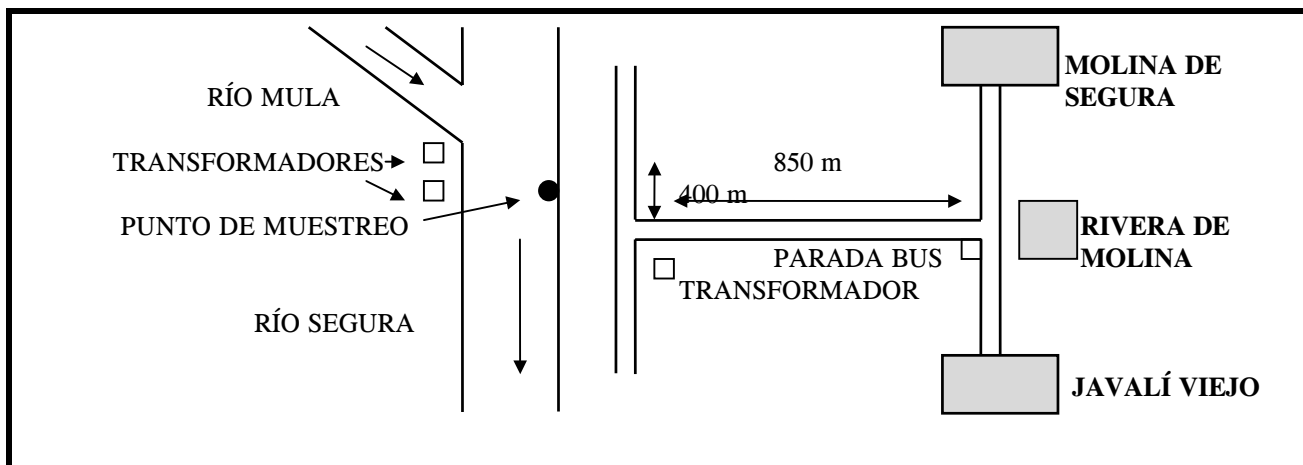 MOLINA DE
SEGURA
RÍO MULA
TRANSFORMADORES
850 m
400 m
PUNTO DE MUESTREO
RIVERA DE
MOLINA
PARADA BUS
TRANSFORMADOR
RÍO SEGURA
JAVALÍ VIEJO